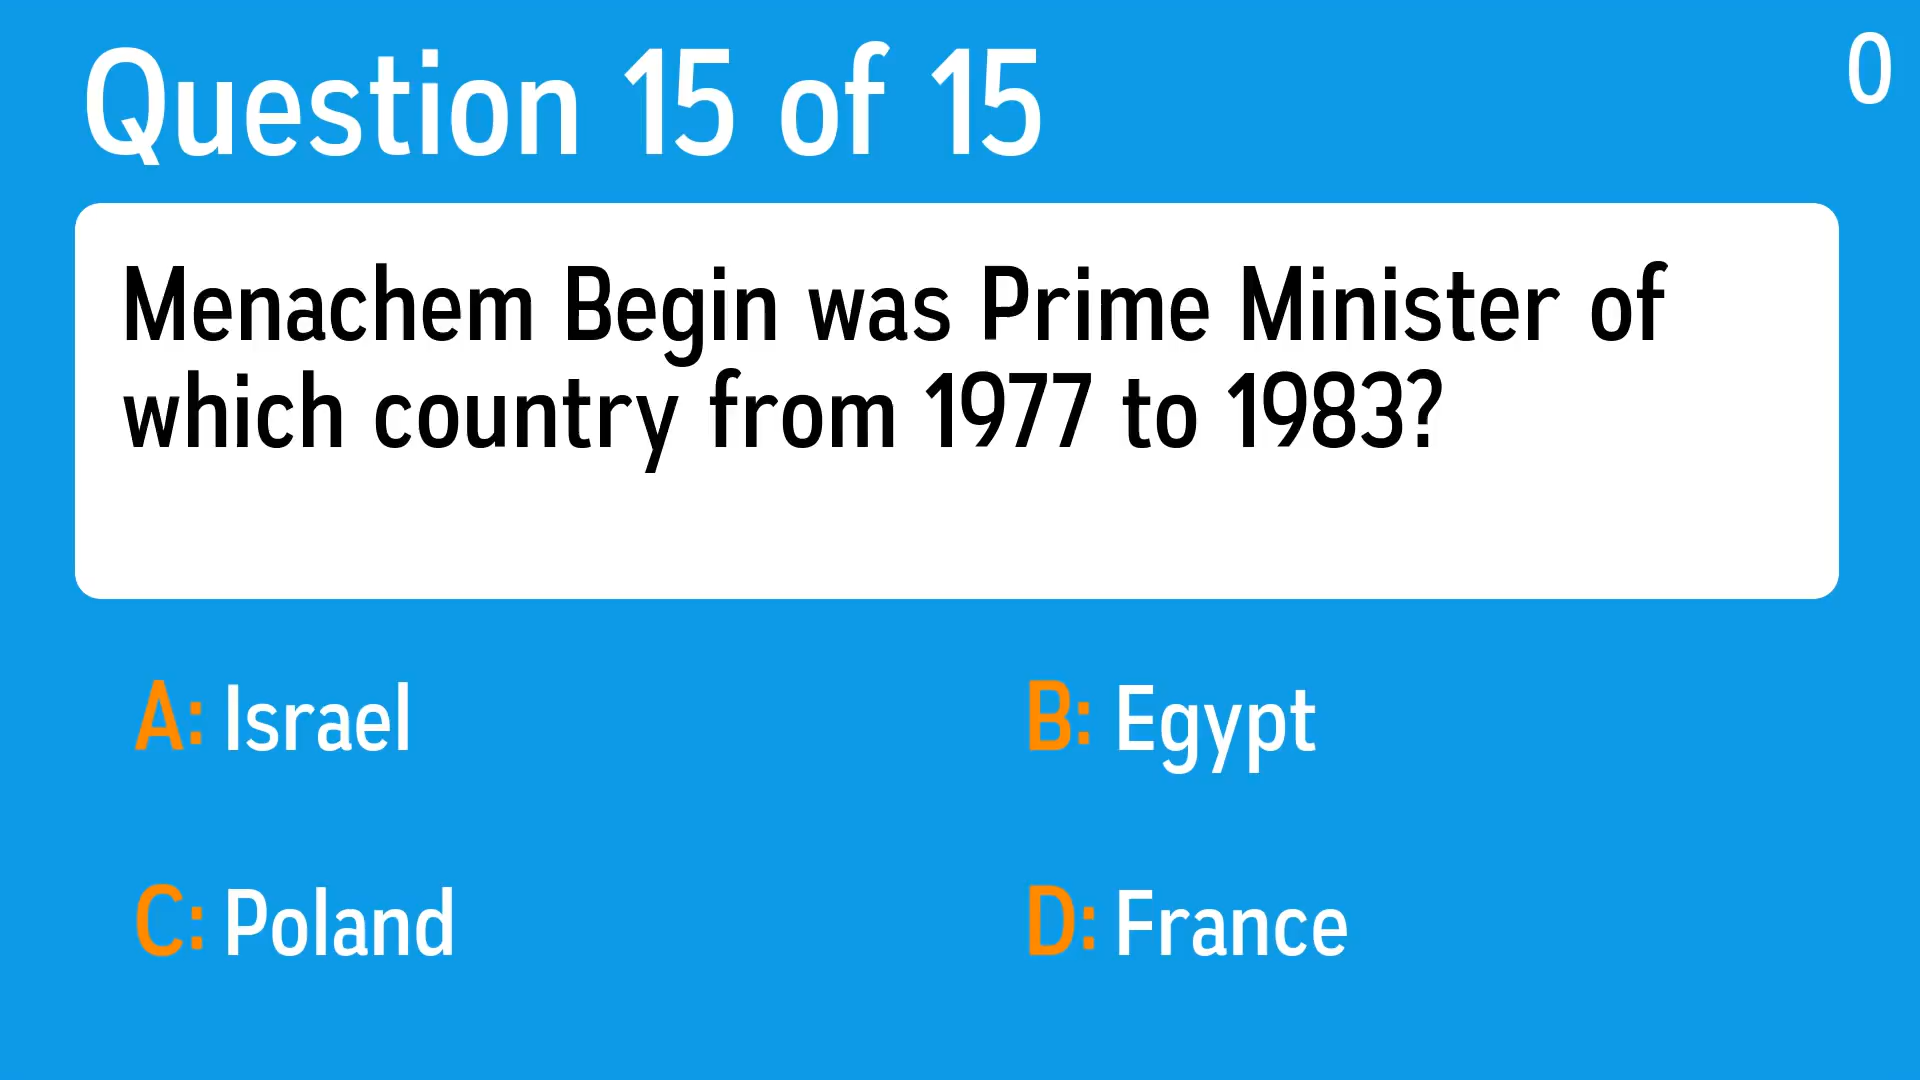 Question 15 of 15
0
Menachem Begin was Prime Minister of
which country from 1977 to 1983?
A: Israel
B: Egypt
C: Poland
D: France